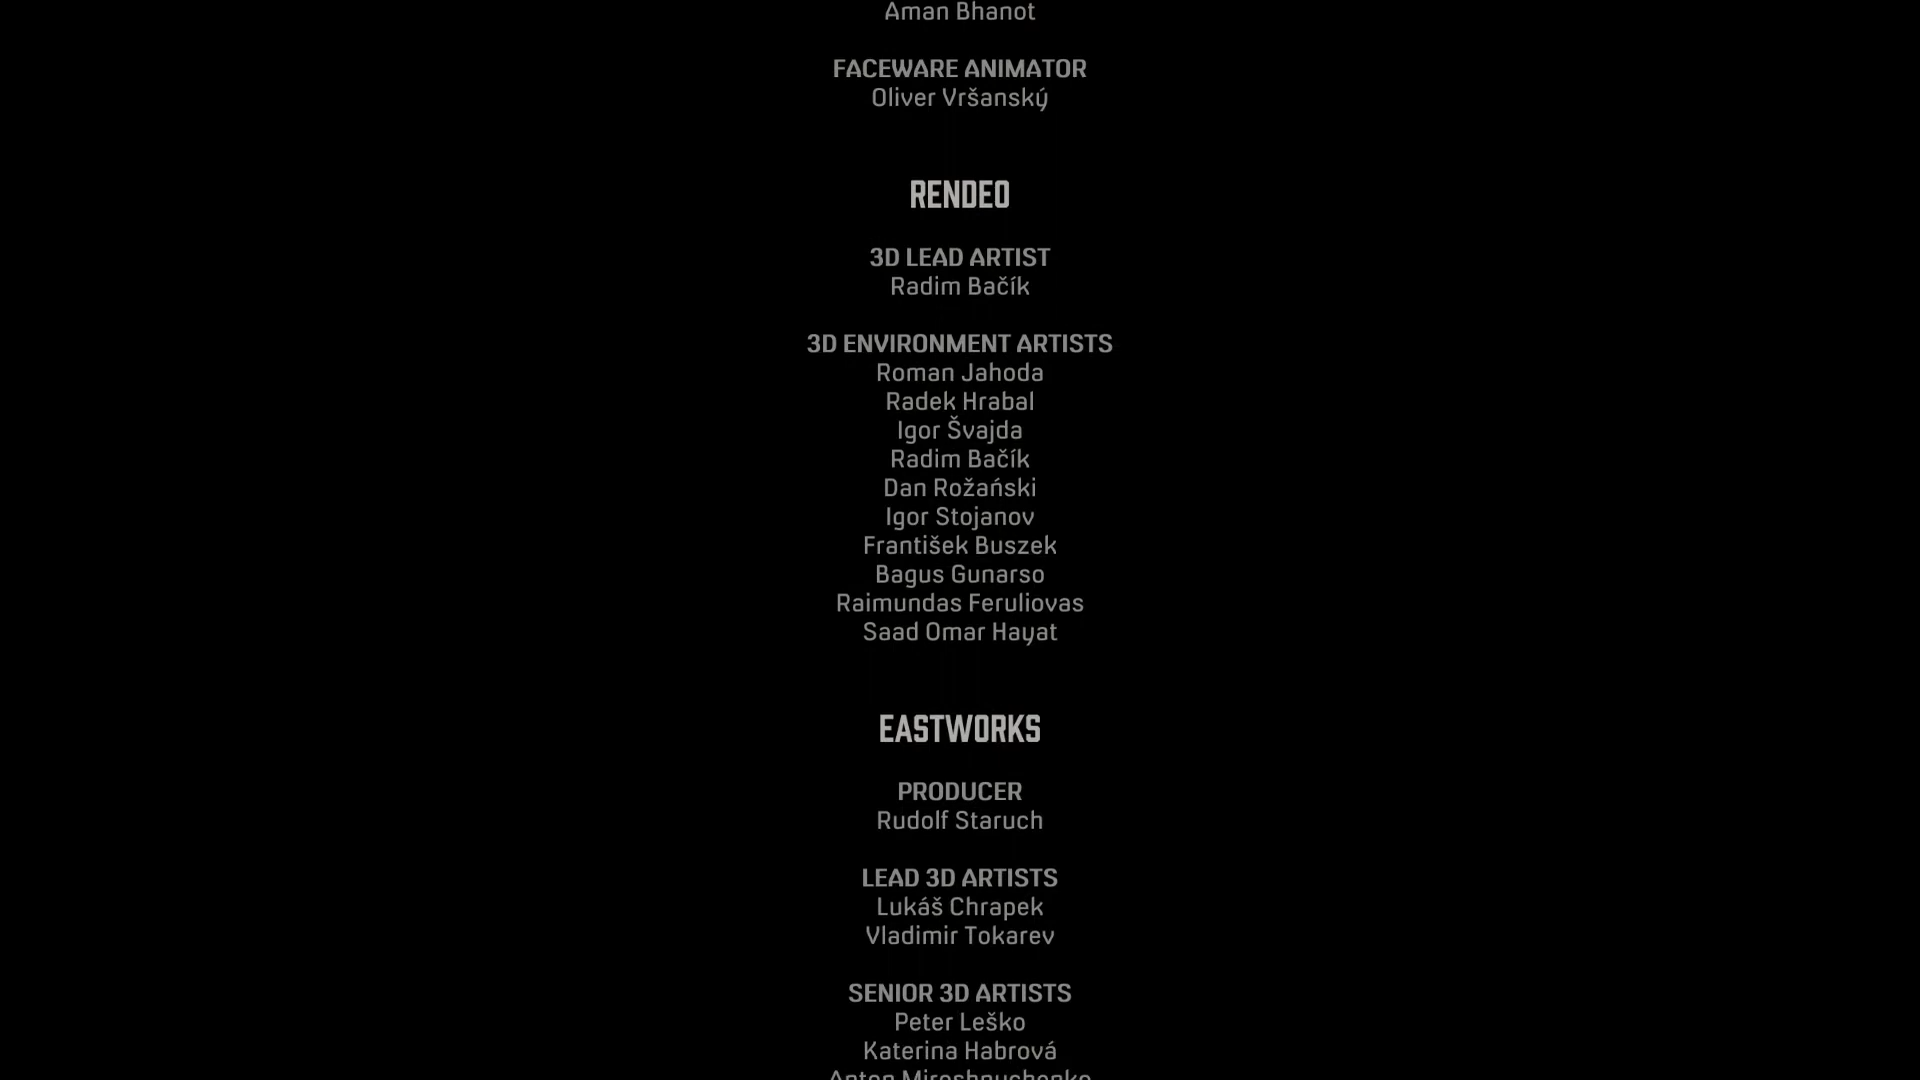 Aman Bhanot
FACEWARE ANIMATOR
Oliver Vršanský
RENDEO
3D LEAD ARTIST
Radim Bačík
3D ENVIRONMENT ARTISTS
Roman Jahoda
Radek Hrabal
Igor Švajda
Radim Bačík
Dan Rožański
Igor Stojanov
František Buszek
Bagus Gunarso
Raimundas Feruliovas
Saad Omar Hayat
EASTWORKS
PRODUCER
Rudolf Staruch
LEAD 3D ARTISTS
Lukáš Chrapek
Vladimir Tokarev
SENIOR 3D ARTISTS
Peter Leško
Katerina Habrová
Anton Miroshnychenko